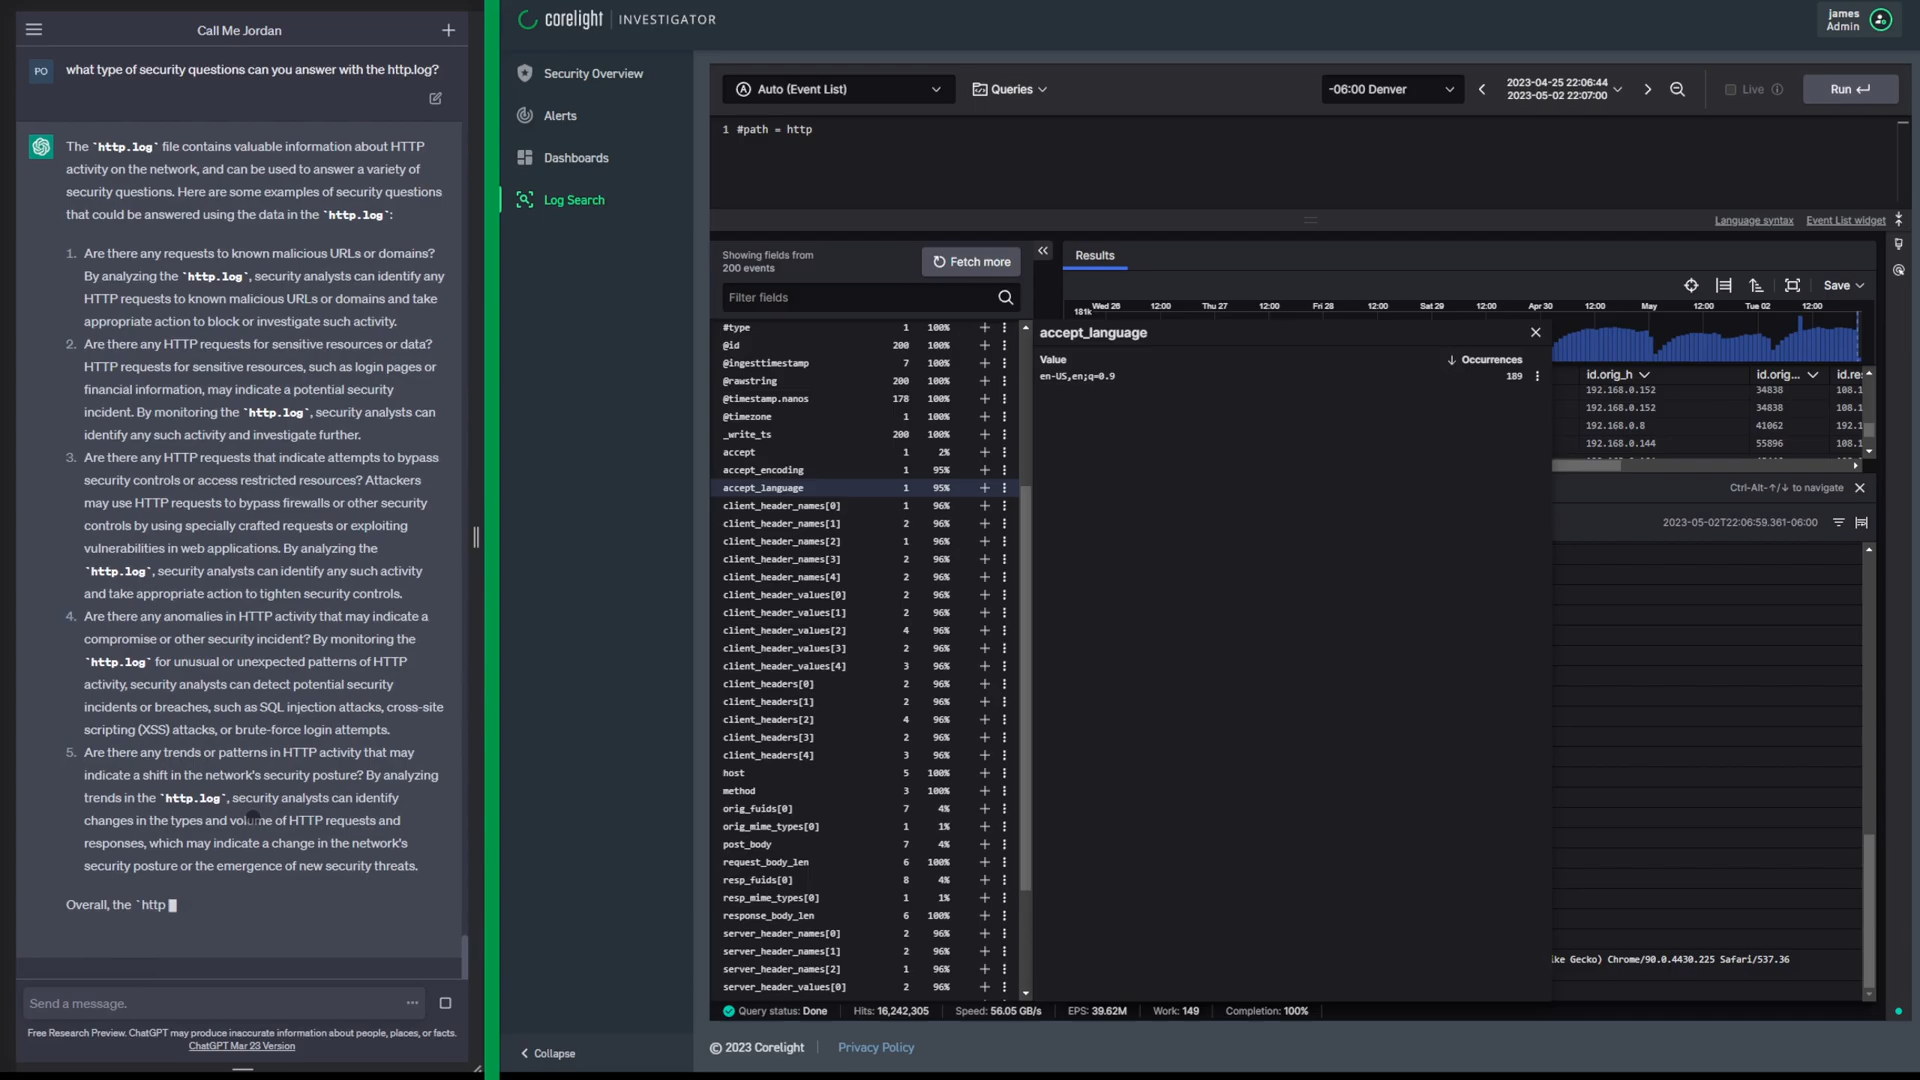 Call Me Jordan
PO
what type of security questions can you answer with the http.log?
The `http.log` file contains valuable information about HTTP
activity on the network, and can be used to answer a variety of
security questions. Here are some examples of security questions
that could be answered using the data in the `http.log`:
1. Are there any requests to known malicious URLs or domains?
By analyzing the `http.log`, security analysts can identify any
HTTP requests to known malicious URLs or domains and take
appropriate action to block or investigate such activity.
2. Are there any HTTP requests for sensitive resources or data?
HTTP requests for sensitive resources, such as login pages or
financial information, may indicate a potential security
incident. By monitoring the `http.log`, security analysts can
identify any such activity and investigate further.
3. Are there any HTTP requests that indicate attempts to bypass
security controls or access restricted resources? Attackers
may use HTTP requests to bypass firewalls or other security
controls by using specially crafted requests or exploiting
vulnerabilities in web applications. By analyzing the
`http.log`, security analysts can identify any such activity
and take appropriate action to tighten security controls.
4. Are there any anomalies in HTTP activity that may indicate a
compromise or other security incident? By monitoring the
`http.log` for unusual or unexpected patterns of HTTP
activity, security analysts can detect potential security
incidents or breaches, such as SQL injection attacks, cross-site
scripting (XSS) attacks, or brute-force login attempts.
5. Are there any trends or patterns in HTTP activity that may
indicate a shift in the network's security posture? By analyzing
trends in the `http.log`, security analysts can identify
changes in the types and volume of HTTP requests and
responses, which may indicate a change in the network's
security posture or the emergence of new security threats.
Overall, the `http
Send a message.
Free Research Preview. ChatGPT may produce inaccurate information about people, places, or facts.
ChatGPT Mar 23 Version
corelight INVESTIGATOR
james
Admin
Security Overview
Alerts
Dashboards
Log Search
Collapse
Auto (Event List)
Queries
-06:00 Denver
2023-04-25 22:06:44
2023-05-02 22:07:00
Live
Run
1 #path = http
Language syntax
Event List widget
Showing fields from
200 events
Fetch more
Filter fields
#type 1 100%
@id 200 100%
@ingesttimestamp 7 100%
@rawstring 200 100%
@timestamp.nanos 178 100%
@timezone 1 100%
_write_ts 200 100%
accept 1 2%
accept_encoding 1 95%
accept_language 1 95%
client_header_names[0] 1 96%
client_header_names[1] 2 96%
client_header_names[2] 1 96%
client_header_names[3] 2 96%
client_header_names[4] 2 96%
client_header_values[0] 2 96%
client_header_values[1] 2 96%
client_header_values[2] 4 96%
client_header_values[3] 2 96%
client_header_values[4] 3 96%
client_headers[0] 2 96%
client_headers[1] 2 96%
client_headers[2] 4 96%
client_headers[3] 2 96%
client_headers[4] 3 96%
host 5 100%
method 3 100%
orig_fuids[0] 7 4%
orig_mime_types[0] 1 1%
post_body 7 4%
request_body_len 6 100%
resp_fuids[0] 8 4%
resp_mime_types[0] 1 1%
response_body_len 6 100%
server_header_names[0] 2 96%
server_header_names[1] 2 96%
server_header_names[2] 1 96%
server_header_values[0] 2 96%
Results
Save
Wed 26 12:00 Thu 27 12:00 Fri 28 12:00 Sat 29 12:00 Apr 30 12:00 May 12:00 Tue 02 12:00
181k
accept_language
Value Occurrences
en-US,en;q=0.9 189
id.orig_h id.orig... id.re
192.168.0.152 34838 108.1
192.168.0.152 34838 108.1
192.168.0.8 41062 192.1
192.168.0.144 55896 108.1
Ctrl-Alt-↑/↓ to navigate
2023-05-02T22:06:59.361-06:00
ike Gecko) Chrome/90.0.4430.225 Safari/537.36
Query status: Done Hits: 16,242,305 Speed: 56.05 GB/s EPS: 39.62M Work: 149 Completion: 100%
© 2023 Corelight
Privacy Policy